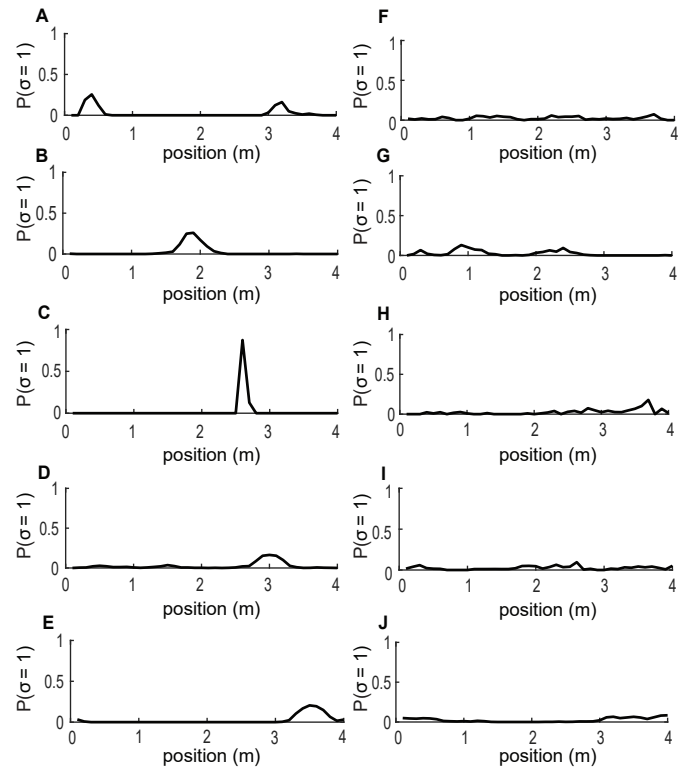 A
P(σ = 1)
1
0.5
0
0 1 2 3 4
position (m)
B
P(σ = 1)
1
0.5
0
0 1 2 3 4
position (m)
C
P(σ = 1)
1
0.5
0
0 1 2 3 4
position (m)
D
P(σ = 1)
1
0.5
0
0 1 2 3 4
position (m)
E
P(σ = 1)
1
0.5
0
0 1 2 3 4
position (m)
F
P(σ = 1)
1
0.5
0
0 1 2 3 4
position (m)
G
P(σ = 1)
1
0.5
0
0 1 2 3 4
position (m)
H
P(σ = 1)
1
0.5
0
0 1 2 3 4
position (m)
I
P(σ = 1)
1
0.5
0
0 1 2 3 4
position (m)
J
P(σ = 1)
1
0.5
0
0 1 2 3 4
position (m)